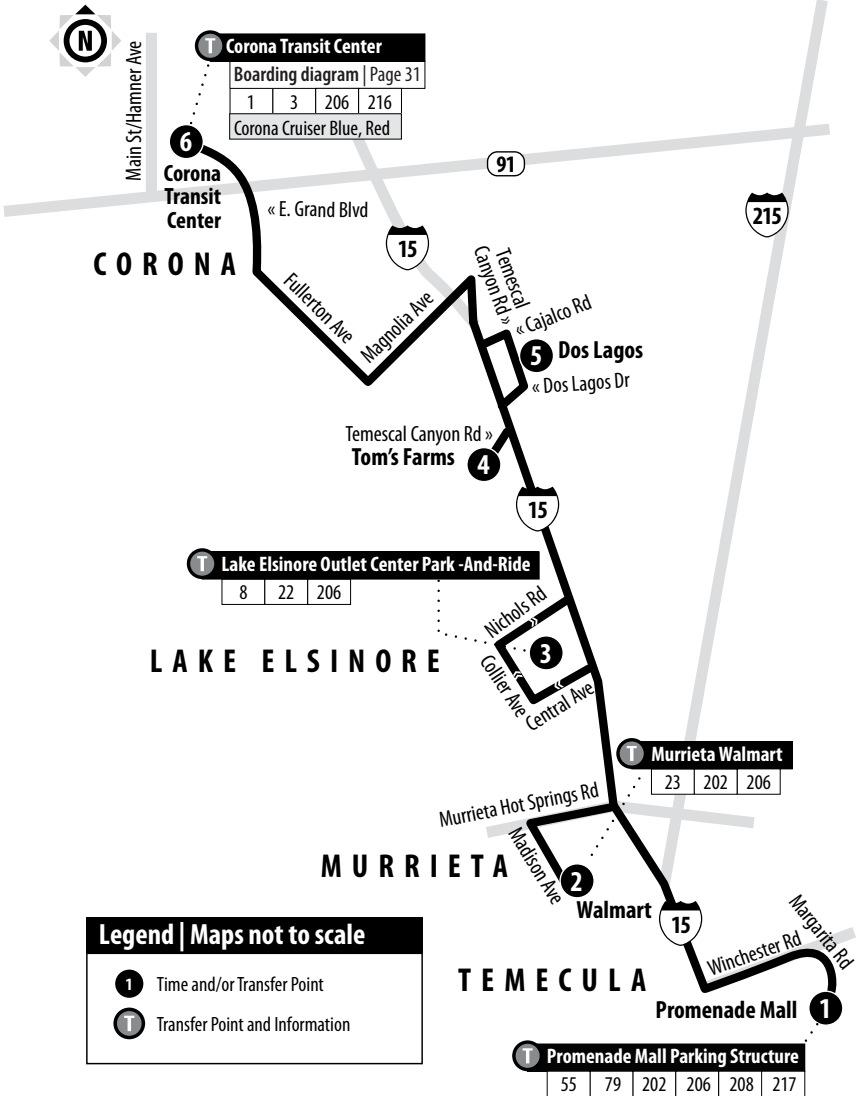 N
Main St/Hamner Ave
T Corona Transit Center
Boarding diagram | Page 31
1 3 206 216
Corona Cruiser Blue, Red
6
Corona
Transit
Center
91
« E. Grand Blvd
215
15
CORONA
Fullerton Ave
Magnolia Ave
Temescal
Canyon Rd »
« Cajalco Rd
5 Dos Lagos
« Dos Lagos Dr
Temescal Canyon Rd »
Tom's Farms 4
15
T Lake Elsinore Outlet Center Park -And-Ride
8 22 206
Nichols Rd
LAKE ELSINORE
3
Collier Ave
Central Ave
T Murrieta Walmart
23 202 206
Murrieta Hot Springs Rd
MURRIETA
Madison Ave
2
Walmart
15
Legend | Maps not to scale
1 Time and/or Transfer Point
T Transfer Point and Information
Winchester Rd
Margarita Rd
TEMECULA
Promenade Mall 1
T Promenade Mall Parking Structure
55 79 202 206 208 217